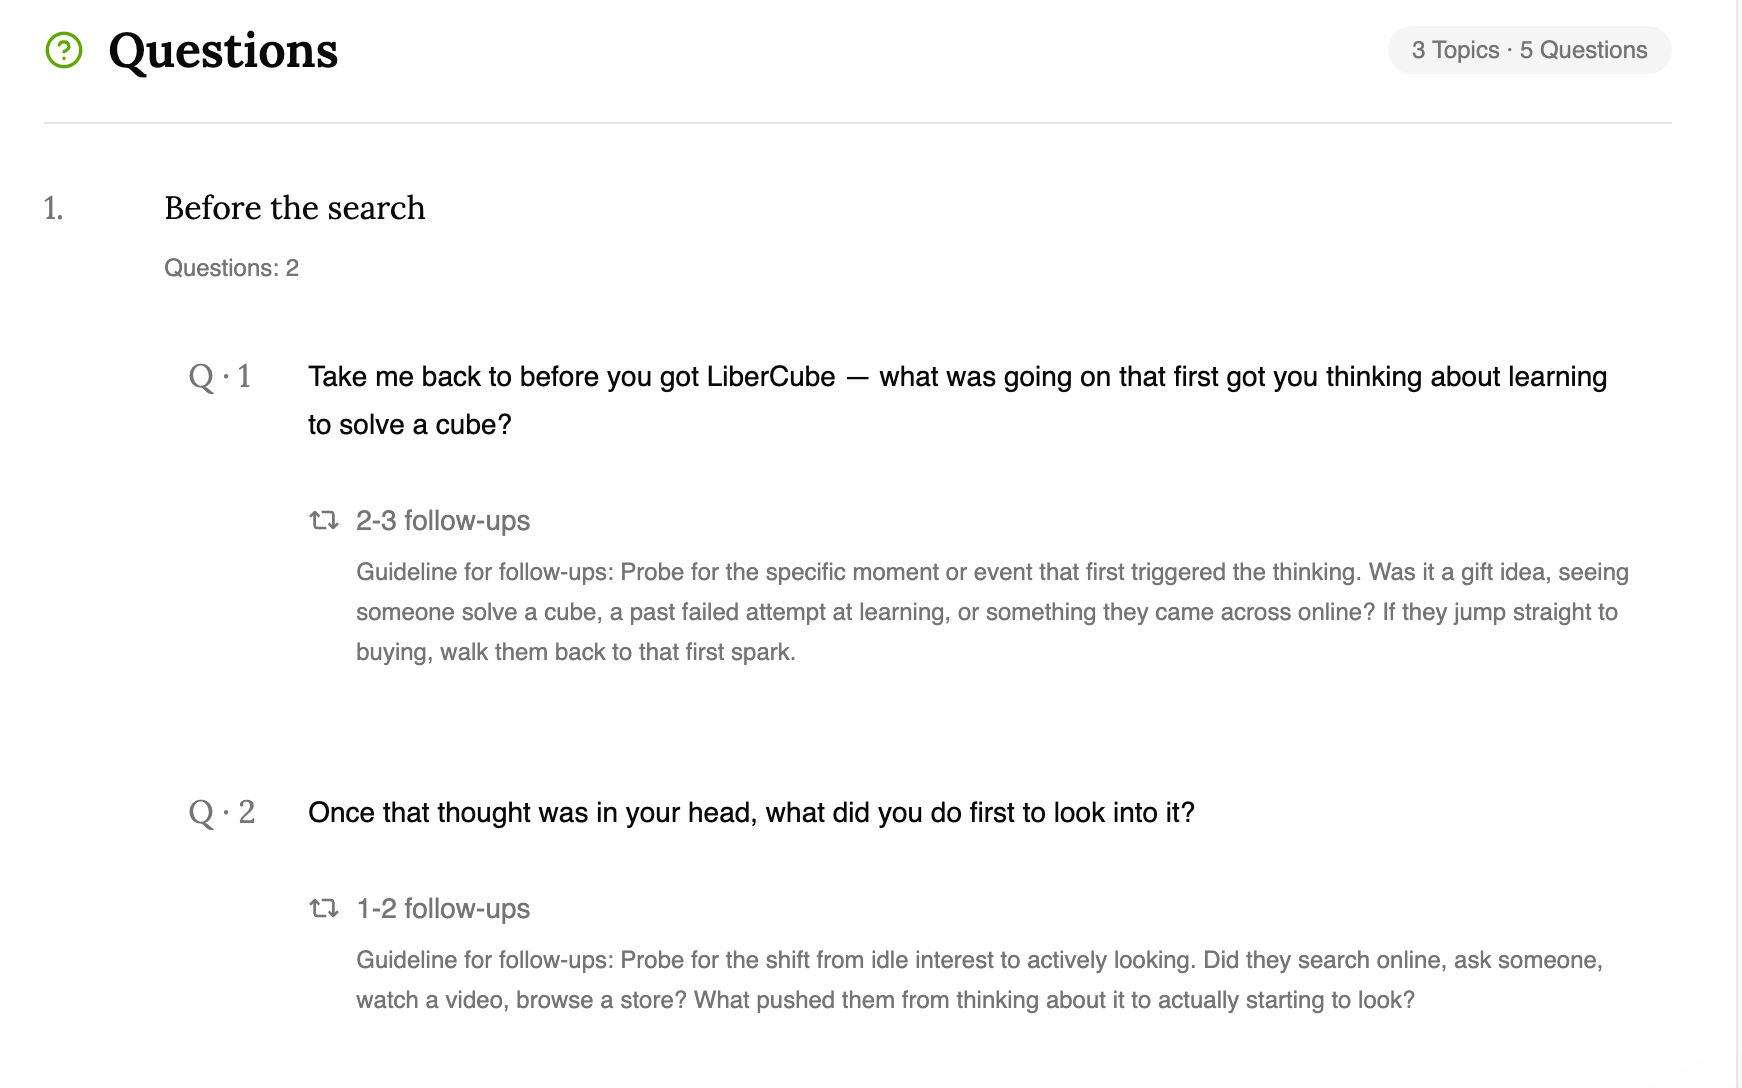 Questions
3 Topics · 5 Questions
1.
Before the search
Questions: 2
Q · 1
Take me back to before you got LiberCube — what was going on that first got you thinking about learning
to solve a cube?
2-3 follow-ups
Guideline for follow-ups: Probe for the specific moment or event that first triggered the thinking. Was it a gift idea, seeing
someone solve a cube, a past failed attempt at learning, or something they came across online? If they jump straight to
buying, walk them back to that first spark.
Q · 2
Once that thought was in your head, what did you do first to look into it?
1-2 follow-ups
Guideline for follow-ups: Probe for the shift from idle interest to actively looking. Did they search online, ask someone,
watch a video, browse a store? What pushed them from thinking about it to actually starting to look?